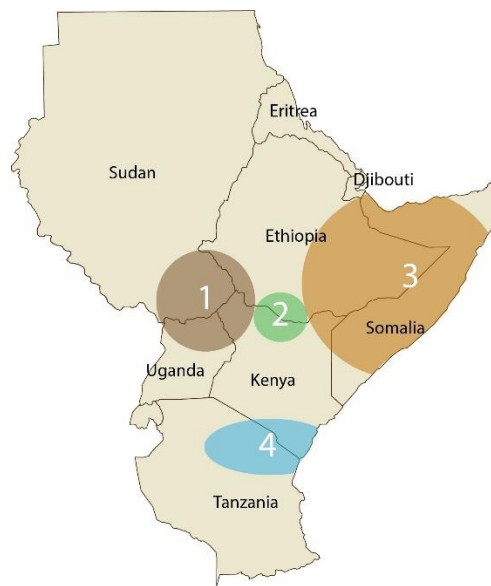 Eritrea
Sudan
Djibouti
Ethiopia
3
1
2
Somalia
Uganda
Kenya
4
Tanzania